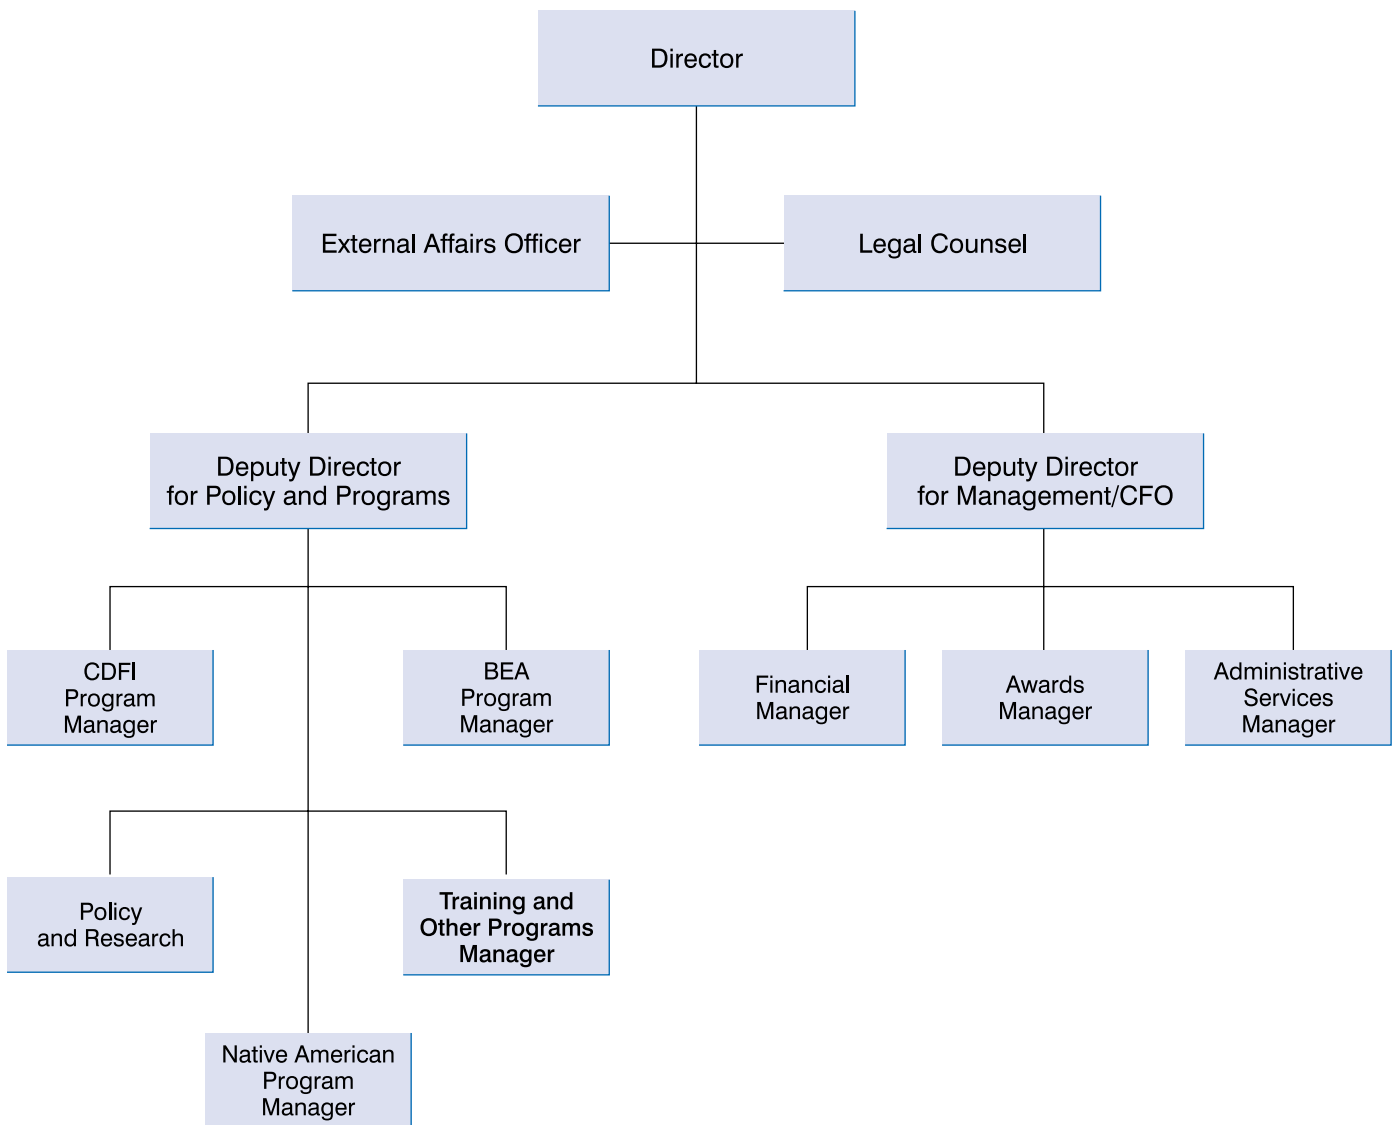 Director
External Affairs Officer
Legal Counsel
Deputy Director
for Policy and Programs
Deputy Director
for Management/CFO
CDFI
Program
Manager
BEA
Program
Manager
Financial
Manager
Awards
Manager
Administrative
Services
Manager
Policy
and Research
Training and
Other Programs
Manager
Native American
Program
Manager